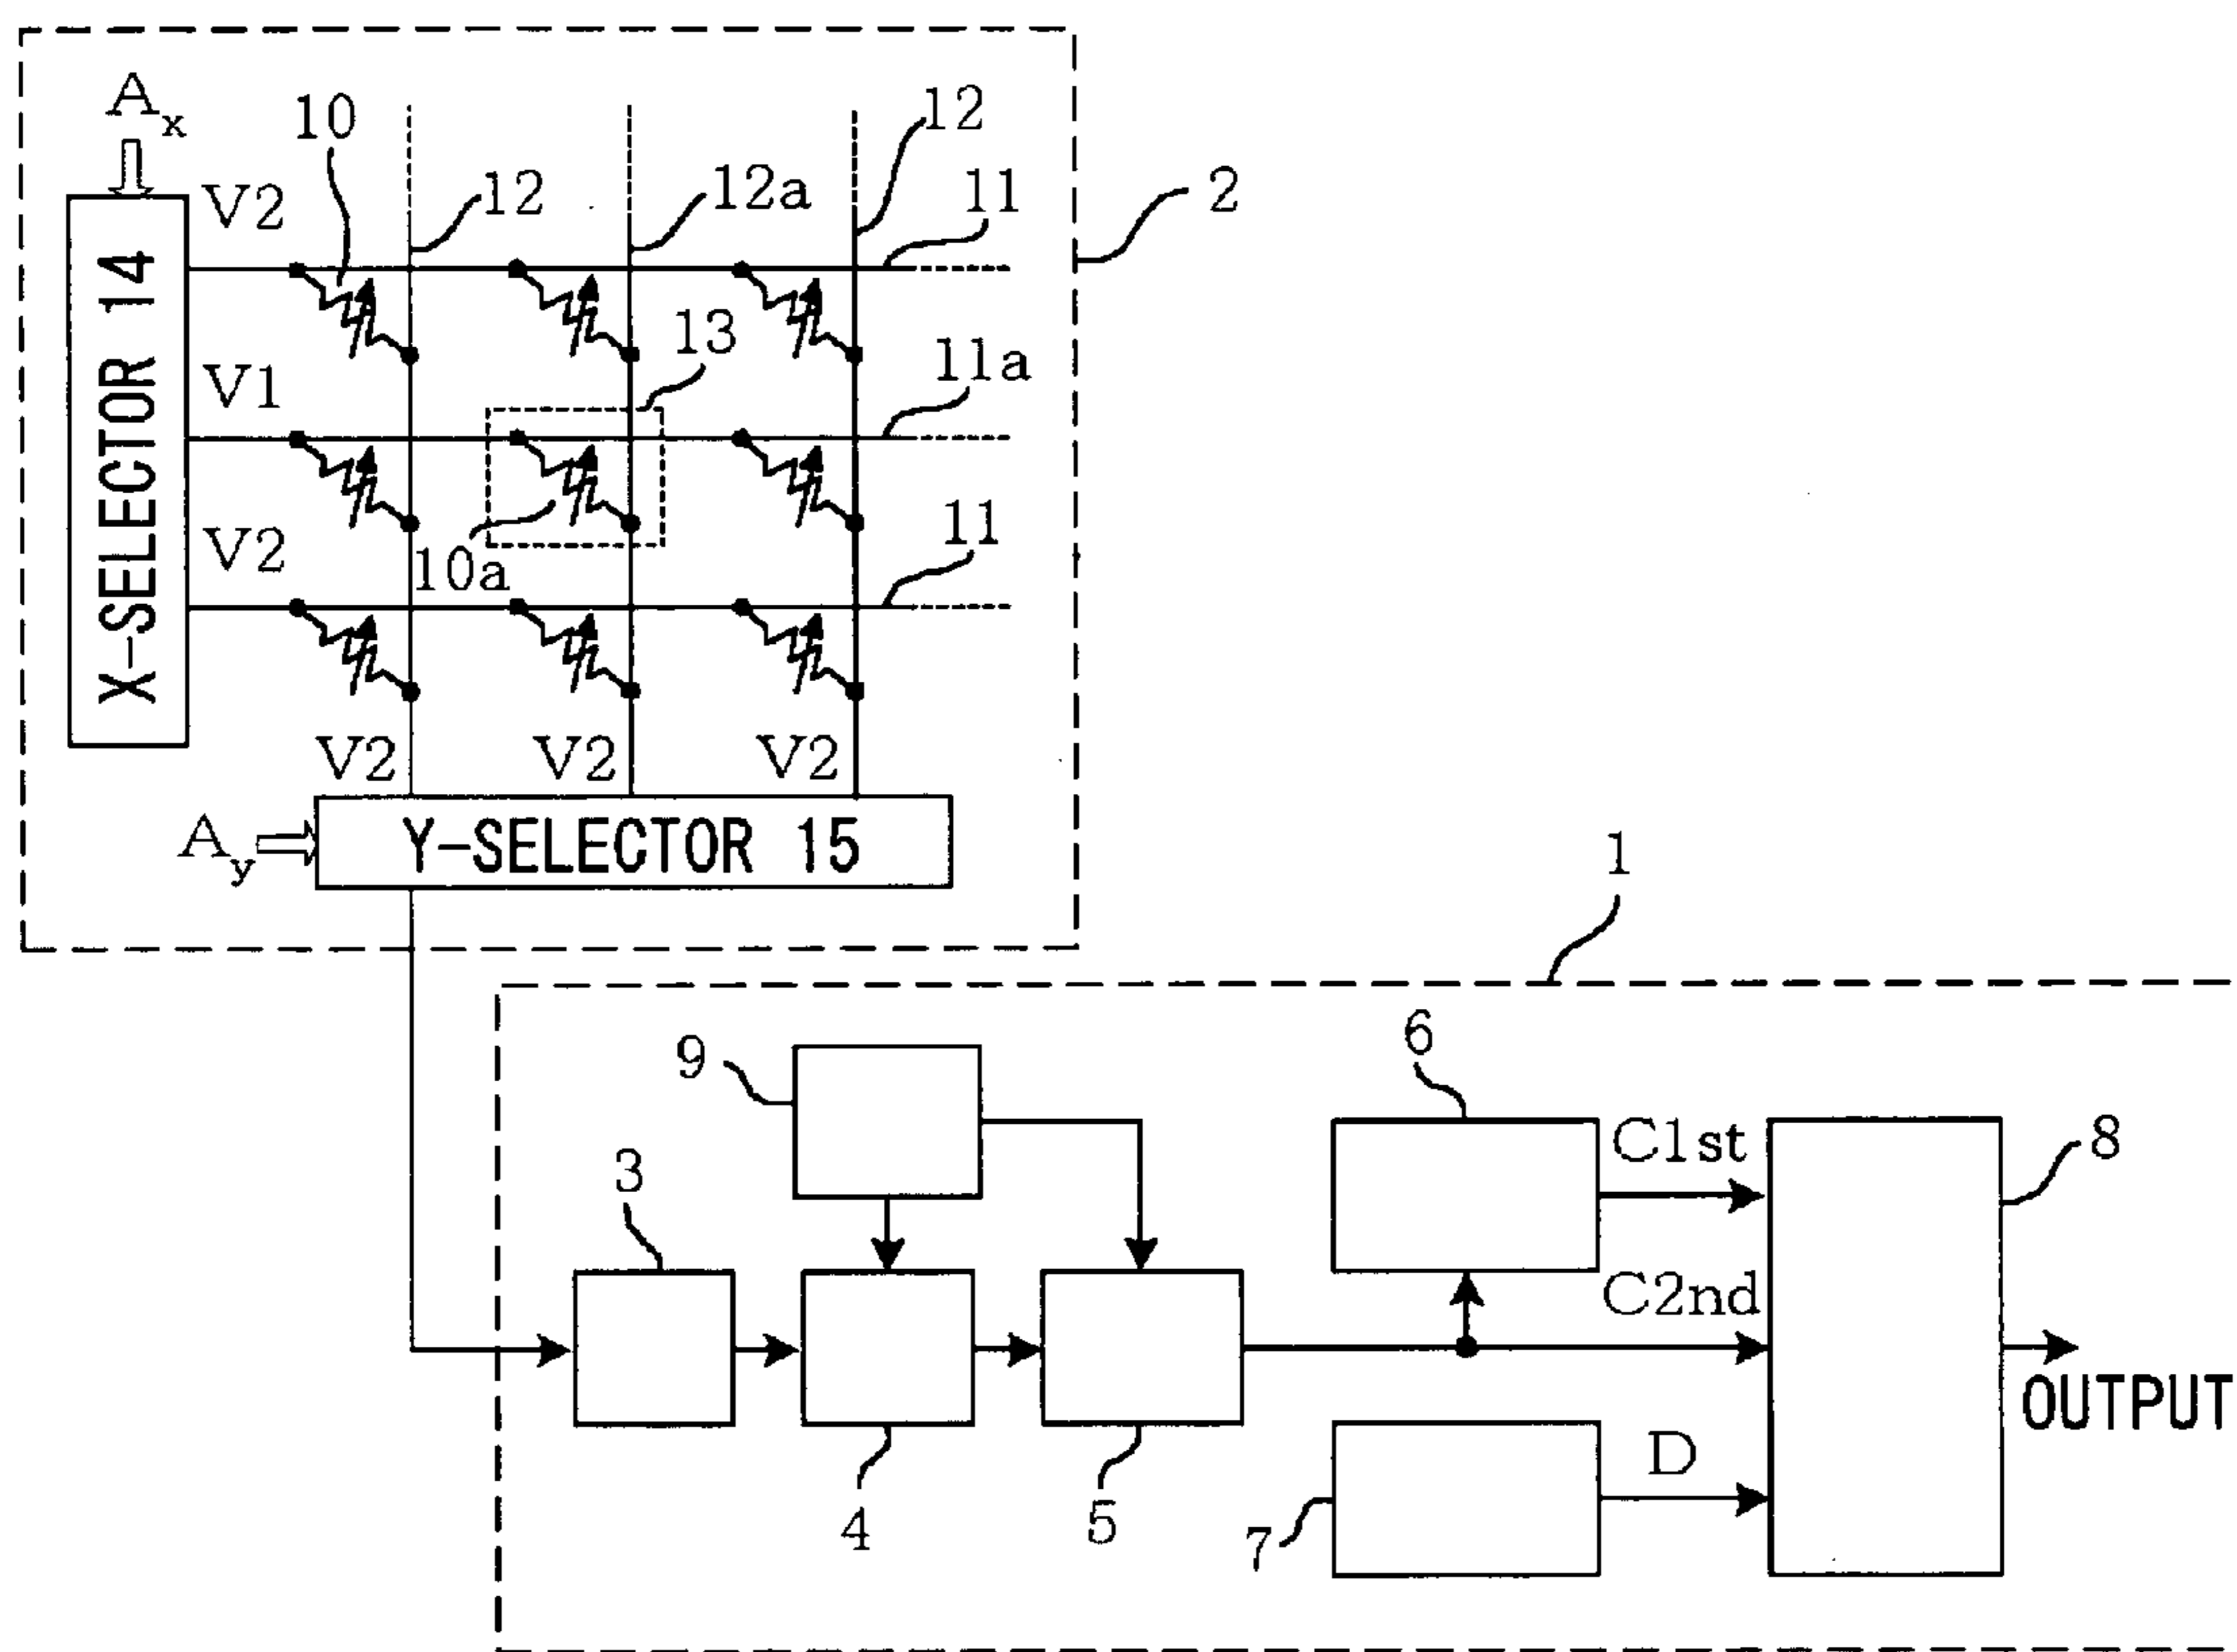 Ax
10
12
12
12a
11
V2
2
X-SELECTOR 14
13
V1
11a
V2
10a
11
V2 V2 V2
Ay
Y-SELECTOR 15
1
9
6
C1st
8
3
C2nd
OUTPUT
D
4
5
7